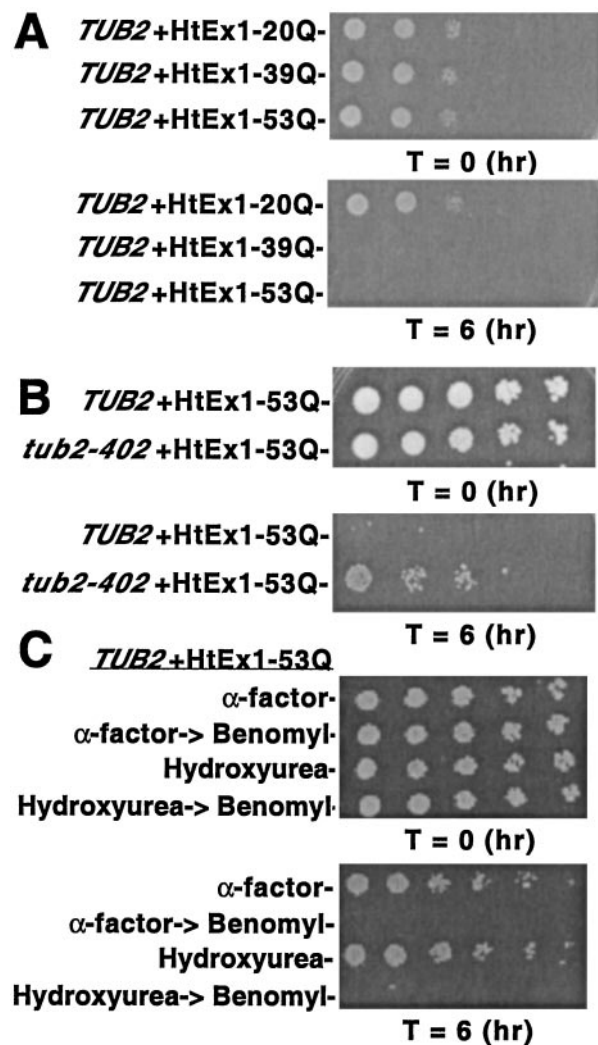 A
TUB2+HtEx1-20Q-
TUB2+HtEx1-39Q-
TUB2+HtEx1-53Q-
T = 0 (hr)
TUB2+HtEx1-20Q-
TUB2+HtEx1-39Q-
TUB2+HtEx1-53Q-
T = 6 (hr)
B
TUB2+HtEx1-53Q-
tub2-402+HtEx1-53Q-
T = 0 (hr)
TUB2+HtEx1-53Q-
tub2-402+HtEx1-53Q-
T = 6 (hr)
C
TUB2+HtEx1-53Q
α-factor-
α-factor-> Benomyl-
Hydroxyurea-
Hydroxyurea-> Benomyl-
T = 0 (hr)
α-factor-
α-factor-> Benomyl-
Hydroxyurea-
Hydroxyurea-> Benomyl-
T = 6 (hr)